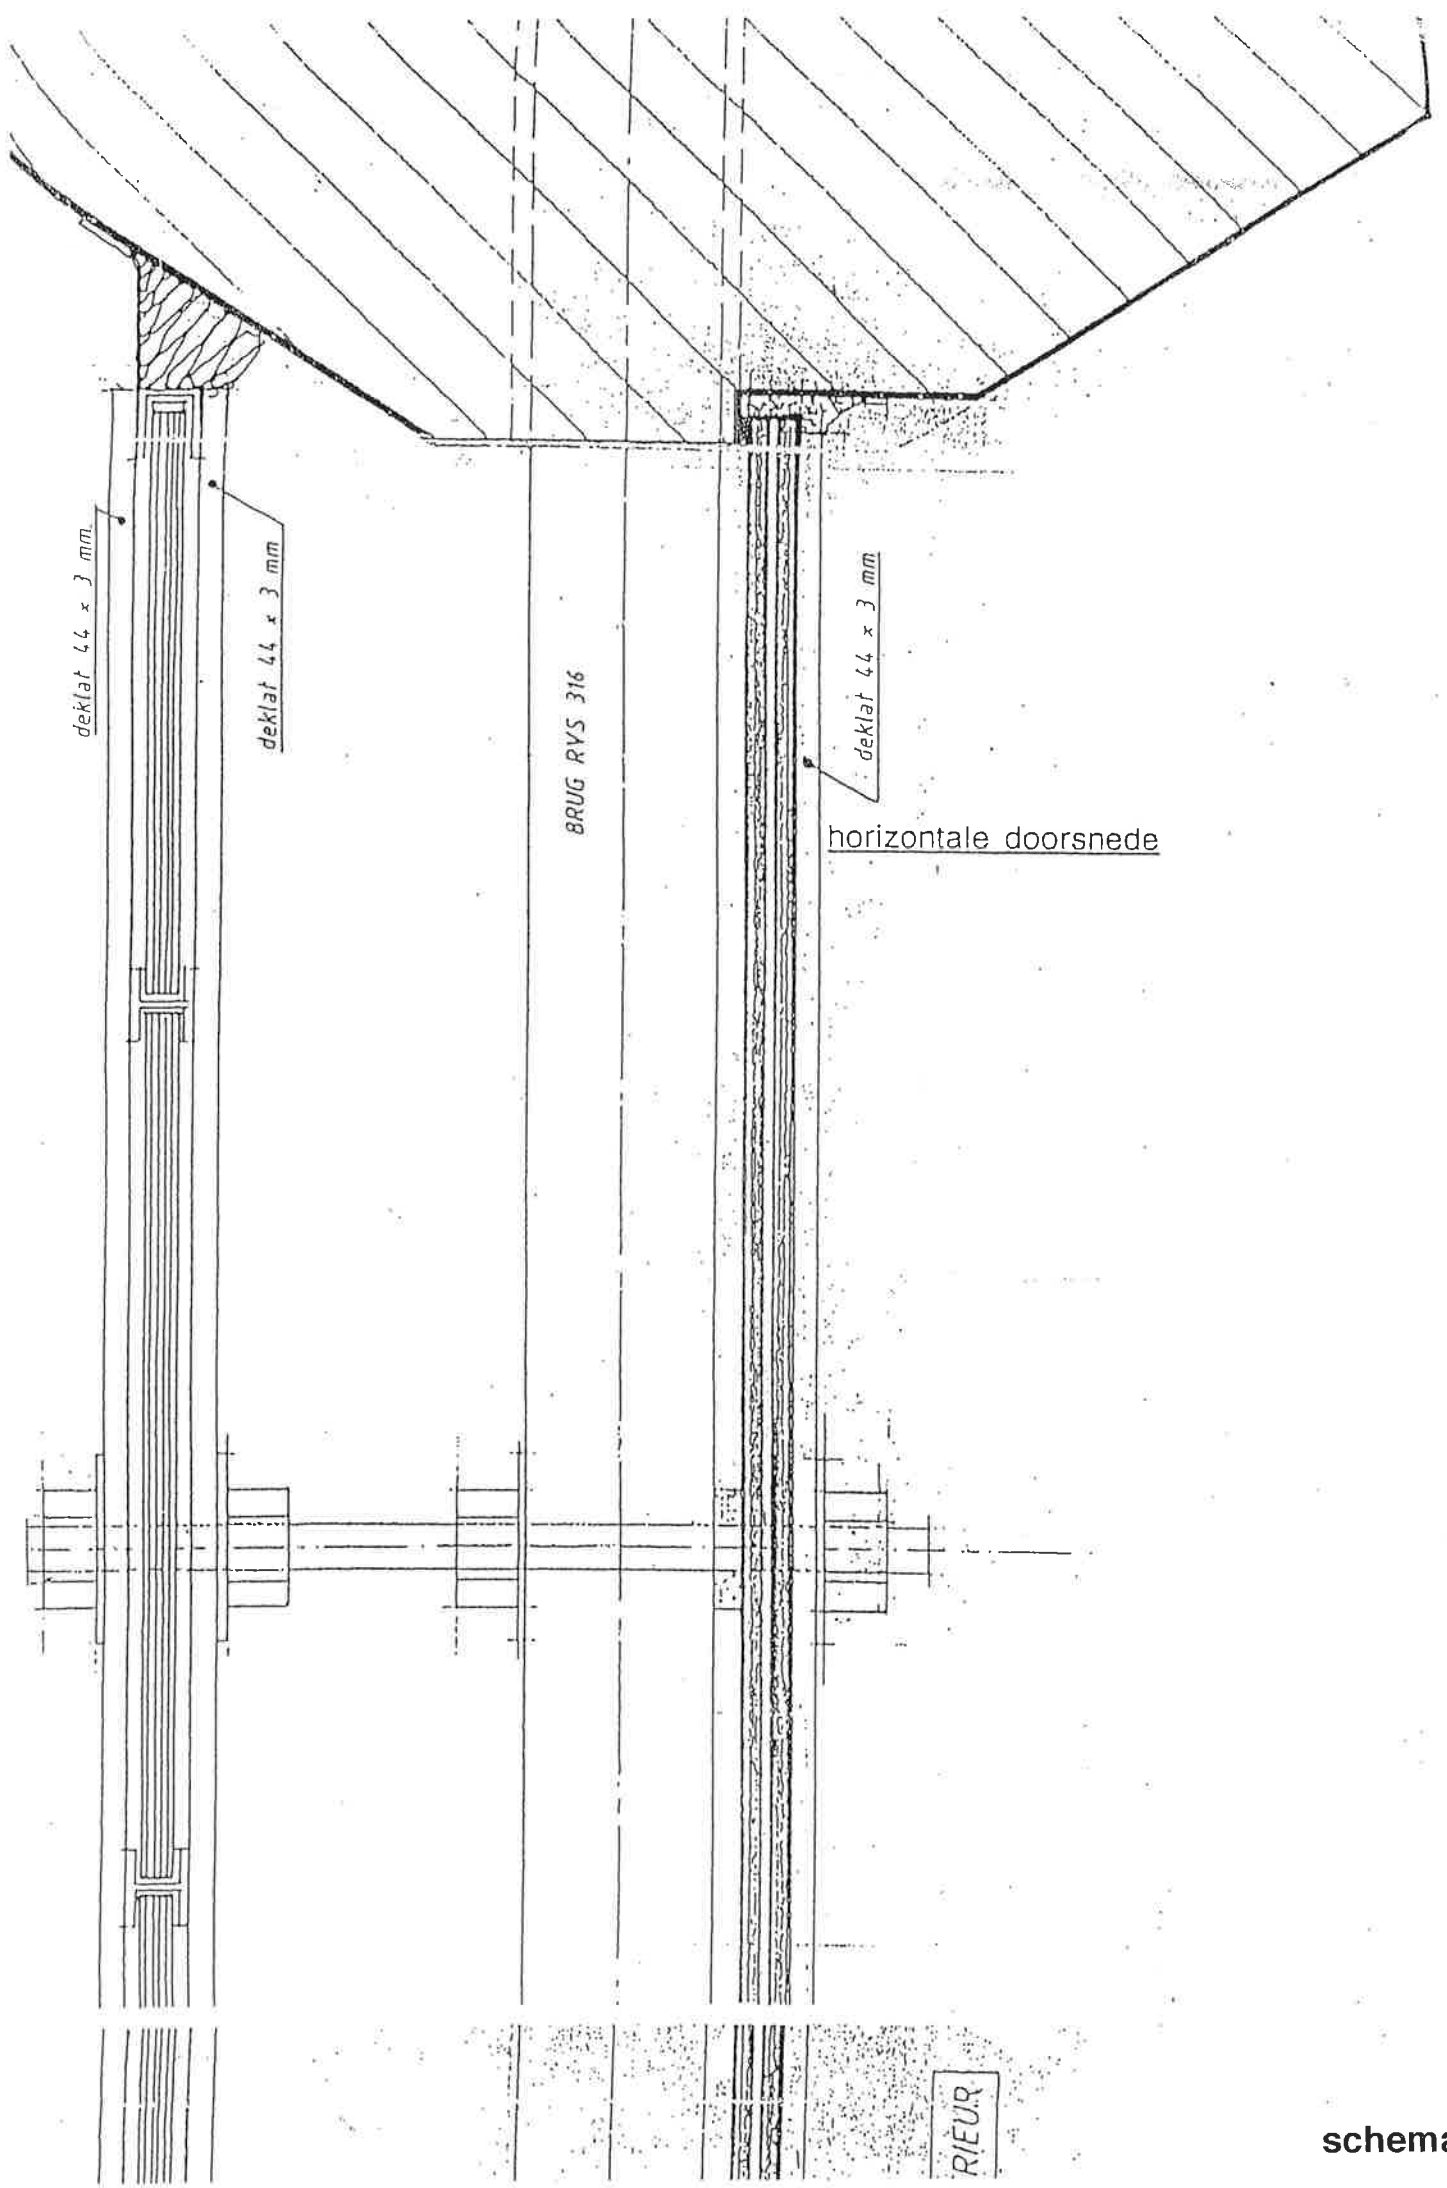 deklat 44 x 3 mm.
deklat 44 x 3 mm
BRUG RVS 316
deklat 44 x 3 mm
horizontale doorsnede
RIEUR
schema